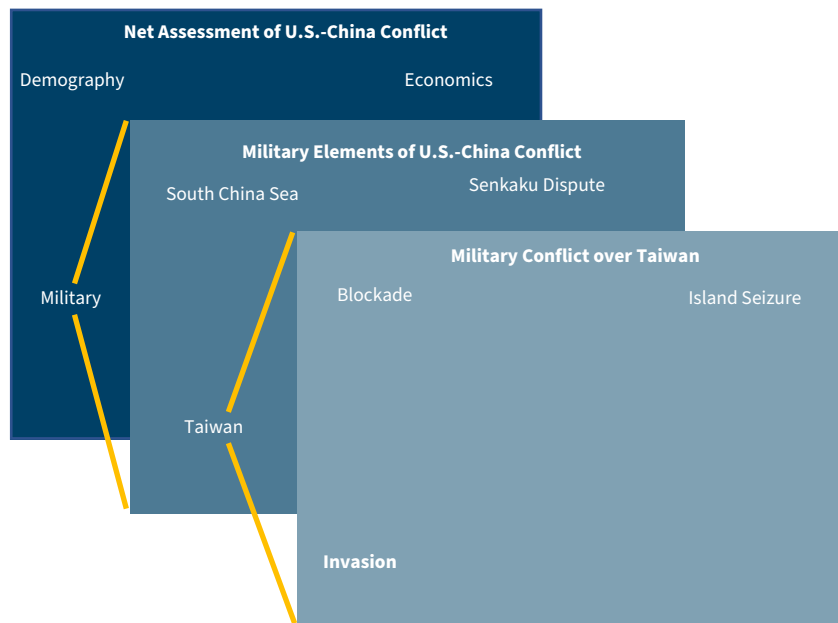 Net Assessment of U.S.-China Conflict
Demography
Economics
Military
Military Elements of U.S.-China Conflict
South China Sea
Senkaku Dispute
Taiwan
Military Conflict over Taiwan
Blockade
Island Seizure
Invasion